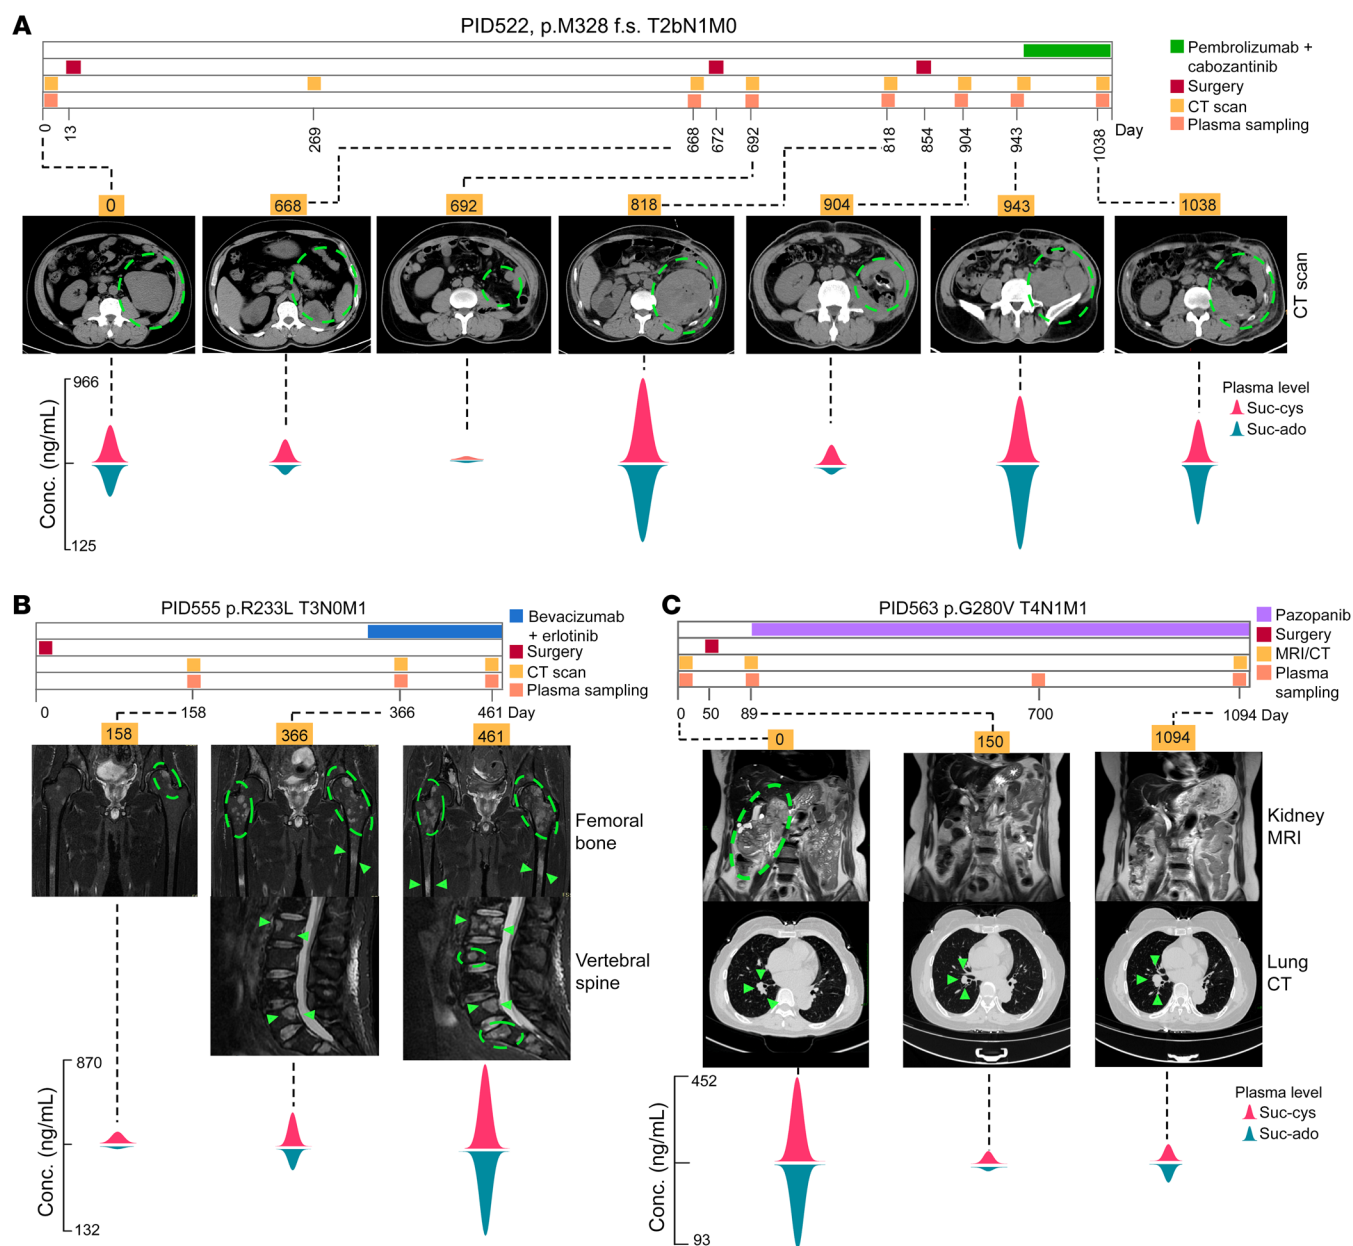 A
PID522, p.M328 f.s. T2bN1M0
Pembrolizumab +
cabozantinib
Surgery
CT scan
Plasma sampling
0
13
269
668
672
692
818
854
904
943
1038
Day
0
668
692
818
904
943
1038
CT scan
966
Conc. (ng/mL)
125
Plasma level
Suc-cys
Suc-ado
B
PID555 p.R233L T3N0M1
Bevacizumab
+ erlotinib
Surgery
CT scan
Plasma sampling
0 158 366 461 Day
158
366
461
Femoral
bone
Vertebral
spine
870
Conc. (ng/mL)
132
C
PID563 p.G280V T4N1M1
Pazopanib
Surgery
MRI/CT
Plasma
sampling
0 50 89 700 1094 Day
0
150
1094
Kidney
MRI
Lung
CT
452
Conc. (ng/mL)
93
Plasma level
Suc-cys
Suc-ado